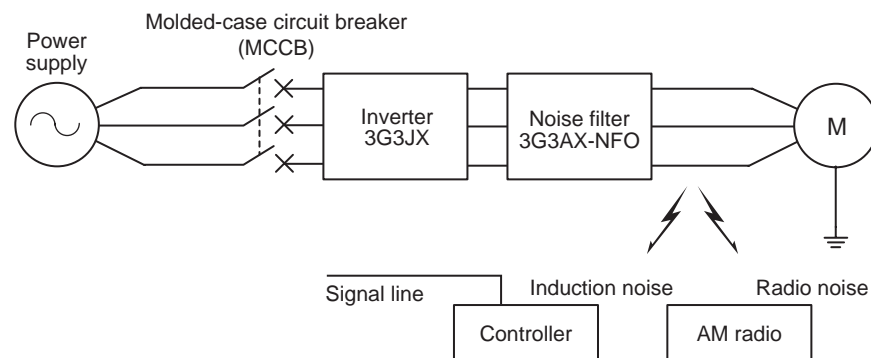 Molded-case circuit breaker
(MCCB)
Power
supply
Inverter
3G3JX
Noise filter
3G3AX-NFO
M
Signal line
Induction noise
Radio noise
Controller
AM radio